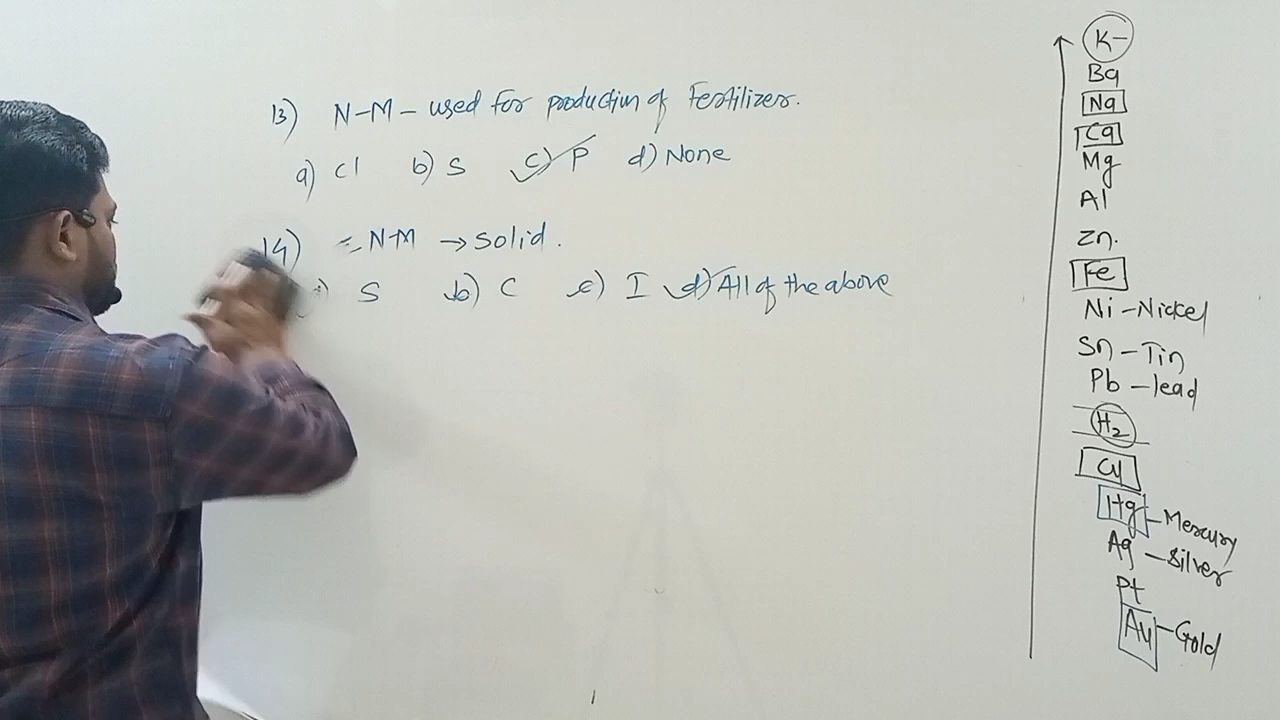 13) N-M - used for production of Fertilizer.
a) Cl b) S c) P d) None
14) N-M → Solid.
S b) C c) I d) All of the above
K
Ba
Na
Ca
Mg
Al
Zn.
Fe
Ni - Nickel
Sn - Tin
Pb - lead
H2
Cu
Hg - Mercury
Ag - Silver
Pt
Au - Gold